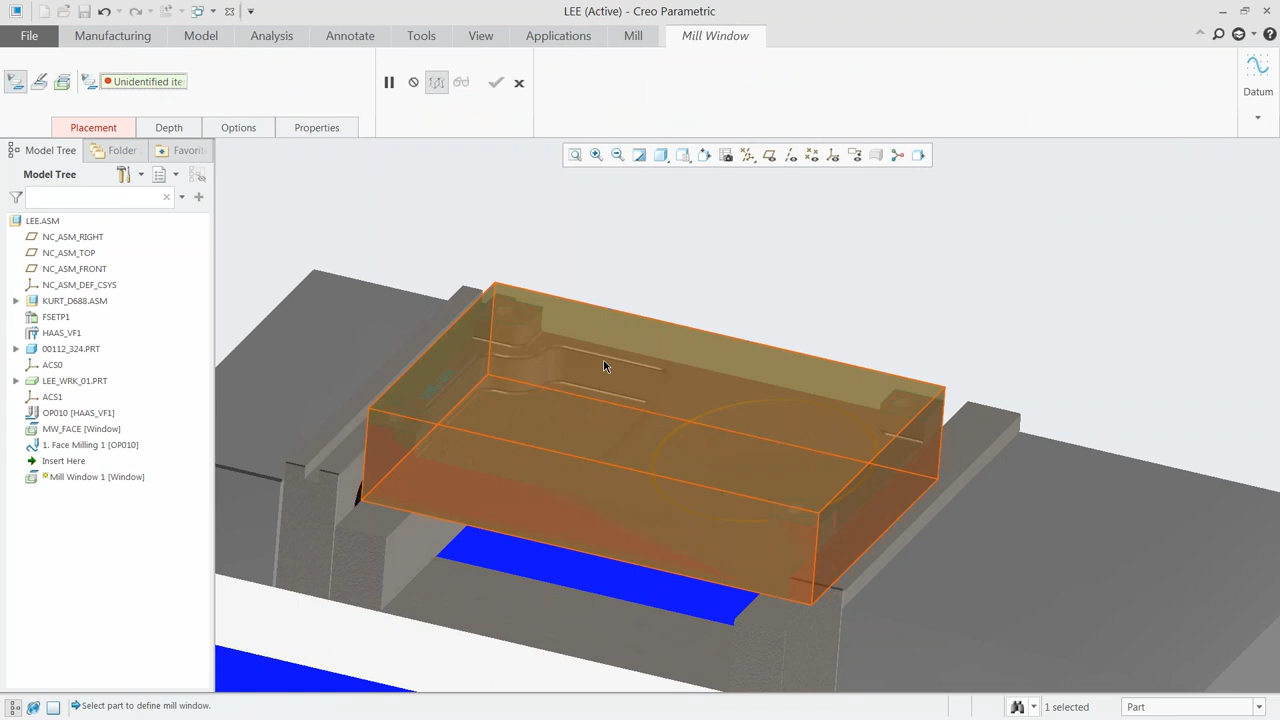 LEE (Active) - Creo Parametric
File Manufacturing Model Analysis Annotate Tools View Applications Mill Mill Window
Unidentified ite
Datum
Placement Depth Options Properties
Model Tree Folder Favorit
Model Tree
LEE.ASM
NC_ASM_RIGHT
NC_ASM_TOP
NC_ASM_FRONT
NC_ASM_DEF_CSYS
KURT_D688.ASM
FSETP1
HAAS_VF1
00112_324.PRT
ACS0
LEE_WRK_01.PRT
ACS1
OP010 [HAAS_VF1]
MW_FACE [Window]
1. Face Milling 1 [OP010]
Insert Here
Mill Window 1 [Window]
Select part to define mill window.
1 selected
Part